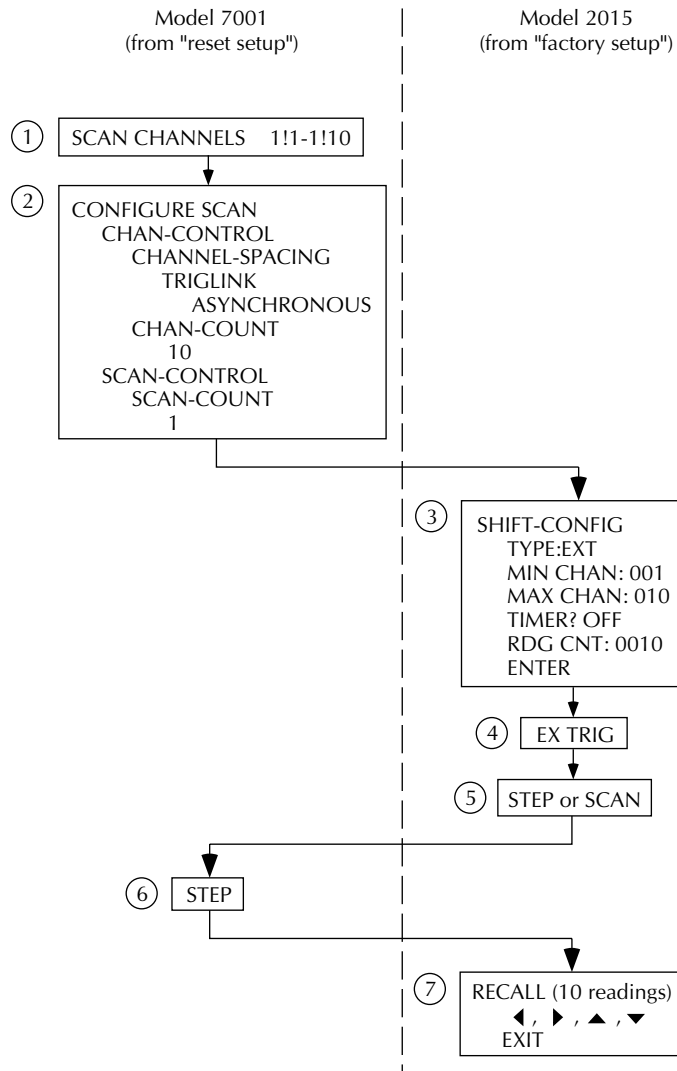 Model 7001
(from "reset setup")
Model 2015
(from "factory setup")
1
SCAN CHANNELS 1!1-1!10
2
CONFIGURE SCAN
CHAN-CONTROL
CHANNEL-SPACING
TRIGLINK
ASYNCHRONOUS
CHAN-COUNT
10
SCAN-CONTROL
SCAN-COUNT
1
3
SHIFT-CONFIG
TYPE:EXT
MIN CHAN: 001
MAX CHAN: 010
TIMER? OFF
RDG CNT: 0010
ENTER
4
EX TRIG
5
STEP or SCAN
6
STEP
7
RECALL (10 readings)
◀ , ▶ , ▲ , ▼
EXIT